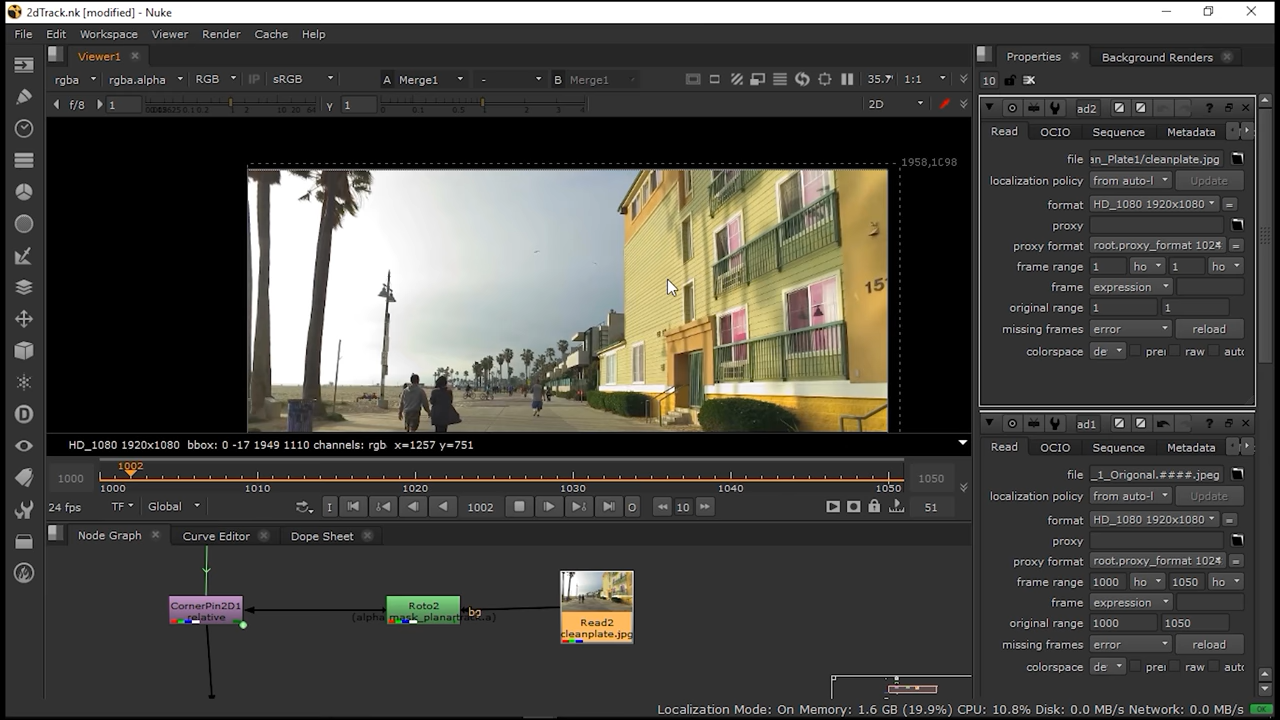 2dTrack.nk [modified] - Nuke
File Edit Workspace Viewer Render Cache Help
Viewer1
Properties
Background Renders
rgba rgba.alpha RGB IP sRGB A Merge1 - B Merge1 35.7 1:1
10
f/8 1 γ 1 2D
ad2
Read OCIO Sequence Metadata
file an_Plate1/cleanplate.jpg
localization policy from auto-l Update
format HD_1080 1920x1080 =
proxy
proxy format root.proxy_format 1024 =
frame range 1 ho 1 ho
frame expression
original range 1 1
missing frames error reload
colorspace de pre raw auto
1958,1098
15
HD_1080 1920x1080 bbox: 0 -17 1949 1110 channels: rgb x=1257 y=751
1002
1000 1050
1000 1010 1020 1030 1040 1050
24 fps TF Global I 1002 O 10 51
Node Graph Curve Editor Dope Sheet
ad1
Read OCIO Sequence Metadata
file _1_Origonal.####.jpeg
localization policy from auto-l Update
format HD_1080 1920x1080 =
proxy
proxy format root.proxy_format 1024 =
frame range 1000 ho 1050 ho
frame expression
original range 1000 1050
missing frames error reload
colorspace de pre raw auto
CornerPin2D1
relative
Roto2
bg
Read2
cleanplate.jpg
Localization Mode: On Memory: 1.6 GB (19.9%) CPU: 10.8% Disk: 0.0 MB/s Network: 0.0 MB/s OK